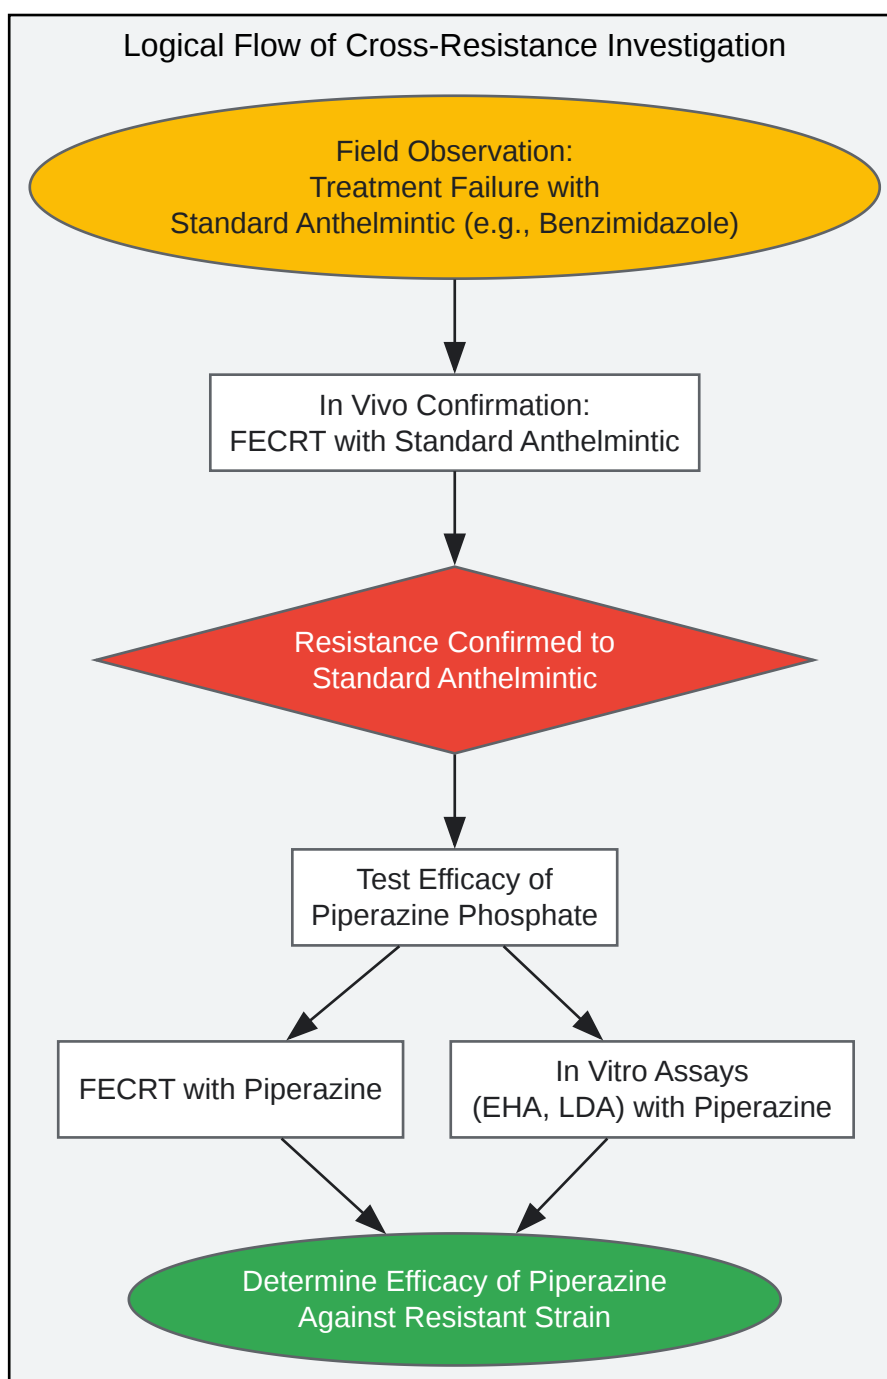 Logical Flow of Cross-Resistance Investigation
Field Observation:
Treatment Failure with
Standard Anthelmintic (e.g., Benzimidazole)
In Vivo Confirmation:
FECRT with Standard Anthelmintic
Resistance Confirmed to
Standard Anthelmintic
Test Efficacy of
Piperazine Phosphate
FECRT with Piperazine
In Vitro Assays
(EHA, LDA) with Piperazine
Determine Efficacy of Piperazine
Against Resistant Strain